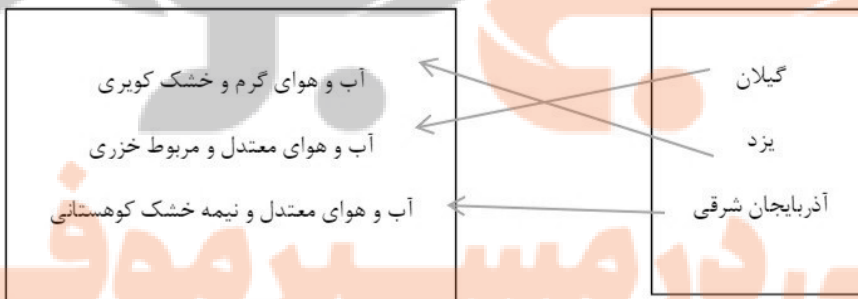 گیلان
یزد
آذربایجان شرقی
آب و هوای گرم و خشک کویری
آب و هوای معتدل و مربوط خزری
آب و هوای معتدل و نیمه خشک کوهستانی